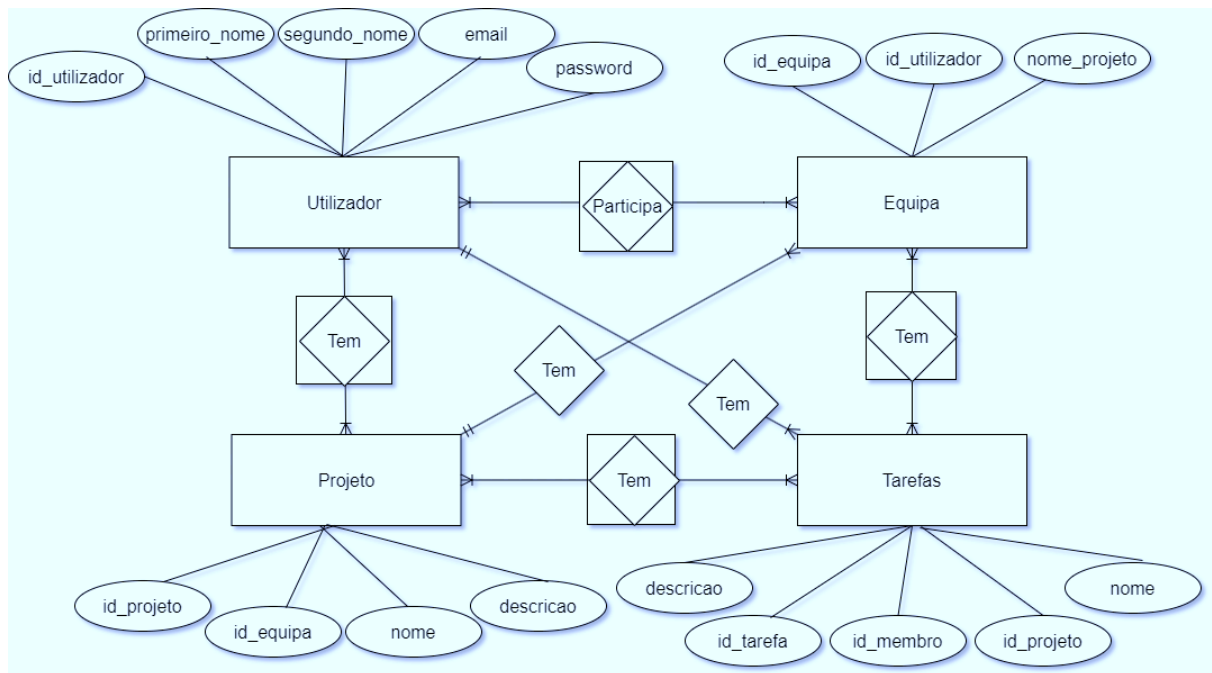 primeiro_nome
segundo_nome
email
id_utilizador
password
id_equipa
id_utilizador
nome_projeto
Utilizador
Participa
Equipa
Tem
Tem
Tem
Tem
Projeto
Tem
Tarefas
id_projeto
id_equipa
nome
descricao
descricao
id_tarefa
id_membro
id_projeto
nome